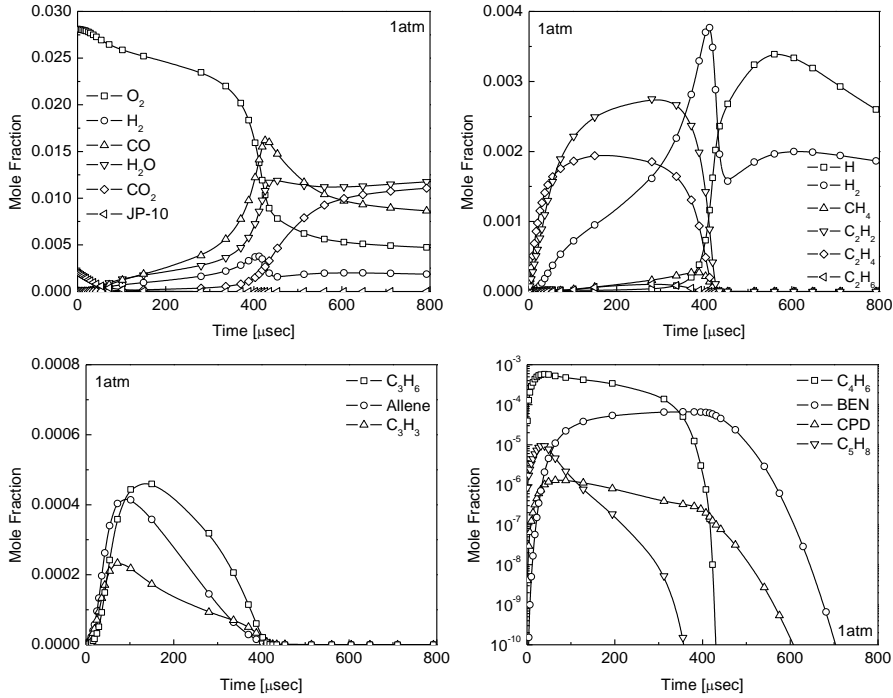 1atm
0.030
0.025
0.020
0.015
0.010
0.005
0.000
Mole Fraction
O2
H2
CO
H2O
CO2
JP-10
0 200 400 600 800
Time [μsec]
1atm
0.004
0.003
0.002
0.001
0.000
Mole Fraction
H
H2
CH4
C2H2
C2H4
C2H6
0 200 400 600 800
Time [μsec]
1atm
0.0008
0.0006
0.0004
0.0002
0.0000
Mole Fraction
C3H6
Allene
C3H3
0 200 400 600 800
Time [μsec]
10-3
10-4
10-5
10-6
10-7
10-8
10-9
10-10
Mole Fraction
C4H6
BEN
CPD
C5H8
1atm
0 200 400 600 800
Time [μsec]